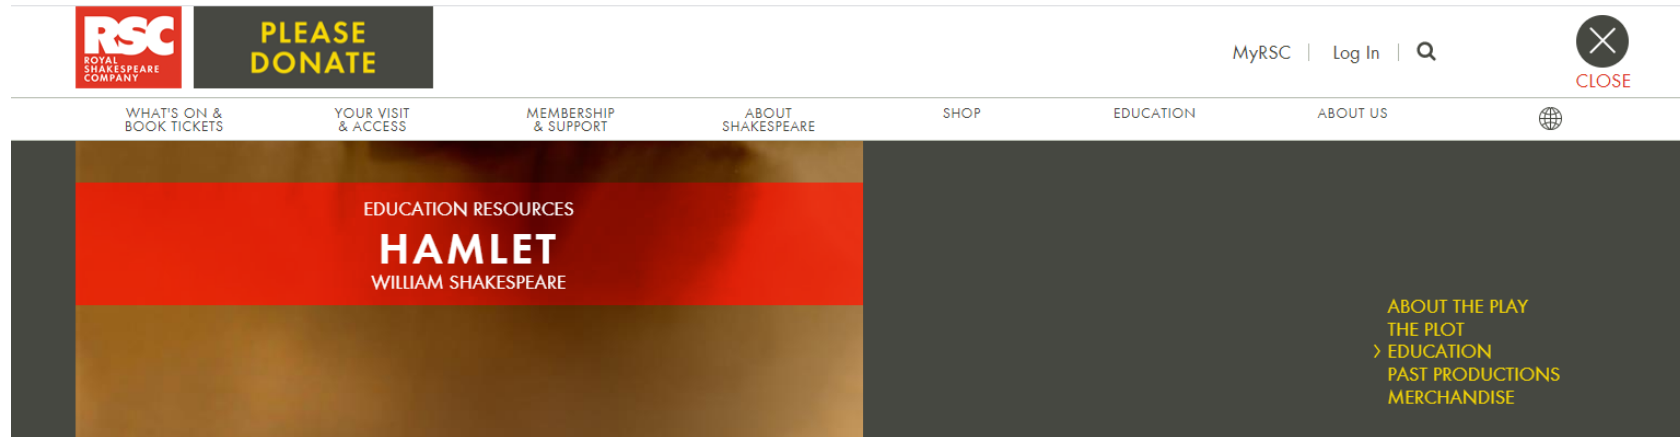 RSC
ROYAL
SHAKESPEARE
COMPANY
PLEASE
DONATE
MyRSC
Log In
CLOSE
WHAT'S ON &
BOOK TICKETS
YOUR VISIT
& ACCESS
MEMBERSHIP
& SUPPORT
ABOUT
SHAKESPEARE
SHOP
EDUCATION
ABOUT US
EDUCATION RESOURCES
HAMLET
WILLIAM SHAKESPEARE
ABOUT THE PLAY
THE PLOT
EDUCATION
PAST PRODUCTIONS
MERCHANDISE